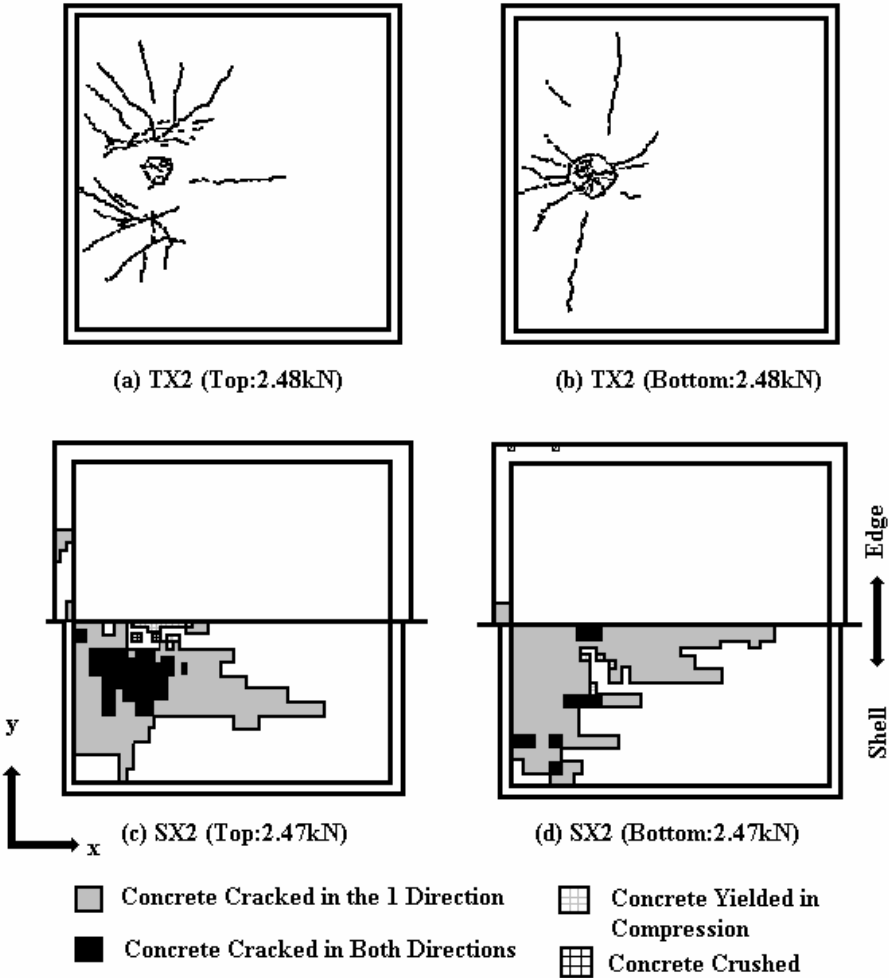 (a) TX2 (Top:2.48kN)
(b) TX2 (Bottom:2.48kN)
Edge
Shell
y
x
(c) SX2 (Top:2.47kN)
(d) SX2 (Bottom:2.47kN)
Concrete Cracked in the 1 Direction
Concrete Cracked in Both Directions
Concrete Yielded in
Compression
Concrete Crushed